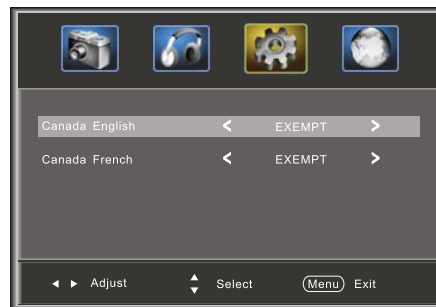 Canada English < EXEMPT >
Canada French < EXEMPT >
Adjust Select Menu Exit